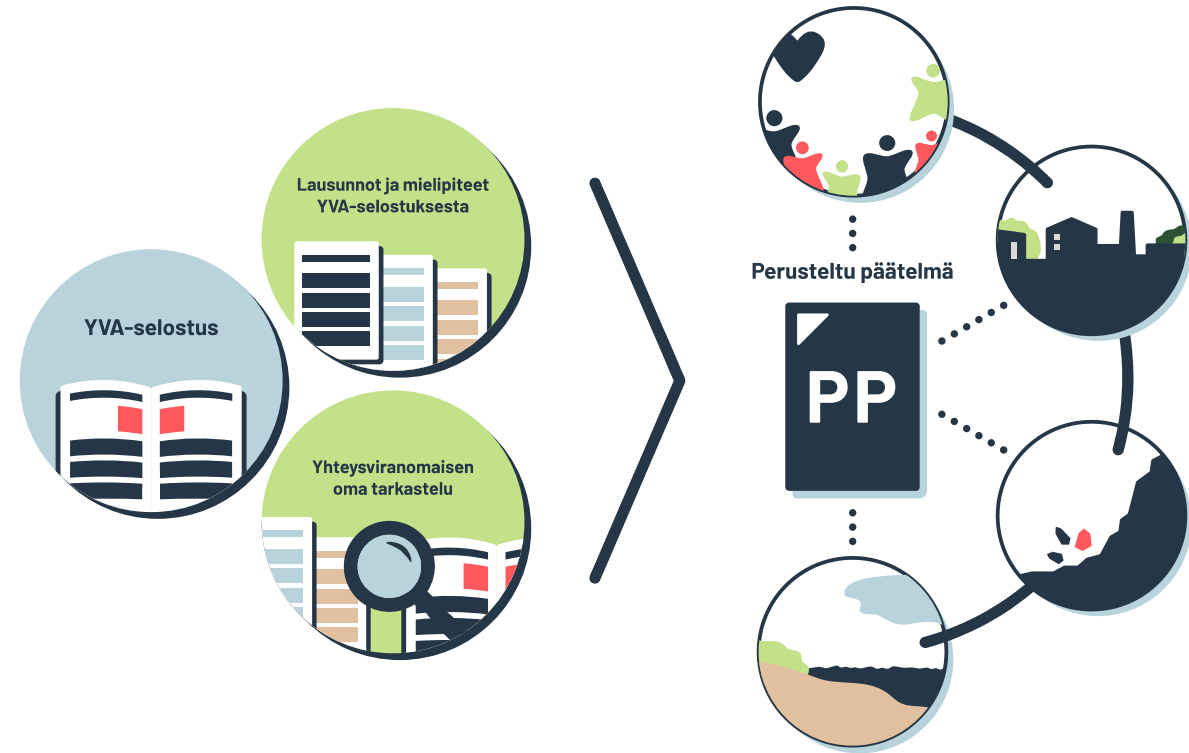 Lausunnot ja mielipiteet
YVA-selostuksesta
YVA-selostus
Yhteysviranomaisen
oma tarkastelu
Perusteltu päätelmä
PP